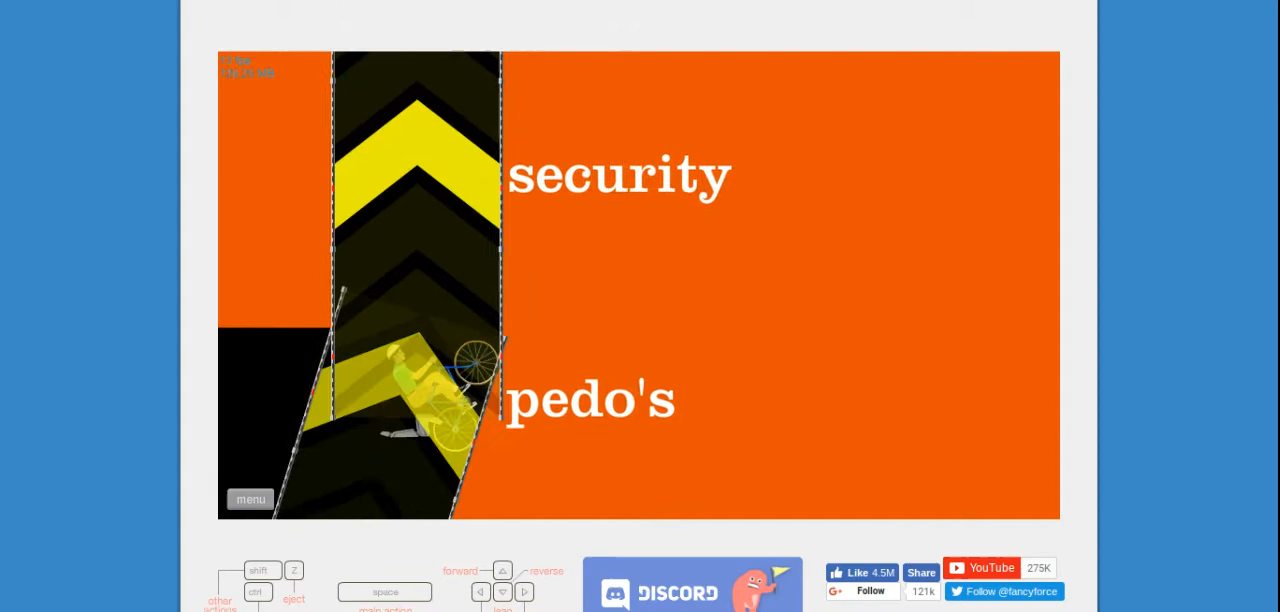 security
pedo's
menu
shift
Z
ctrl
eject
other
actions
space
main action
forward
reverse
lean
DISCORD
Like 4.5M
Share
YouTube
275K
Follow
121k
Follow @fancyforce